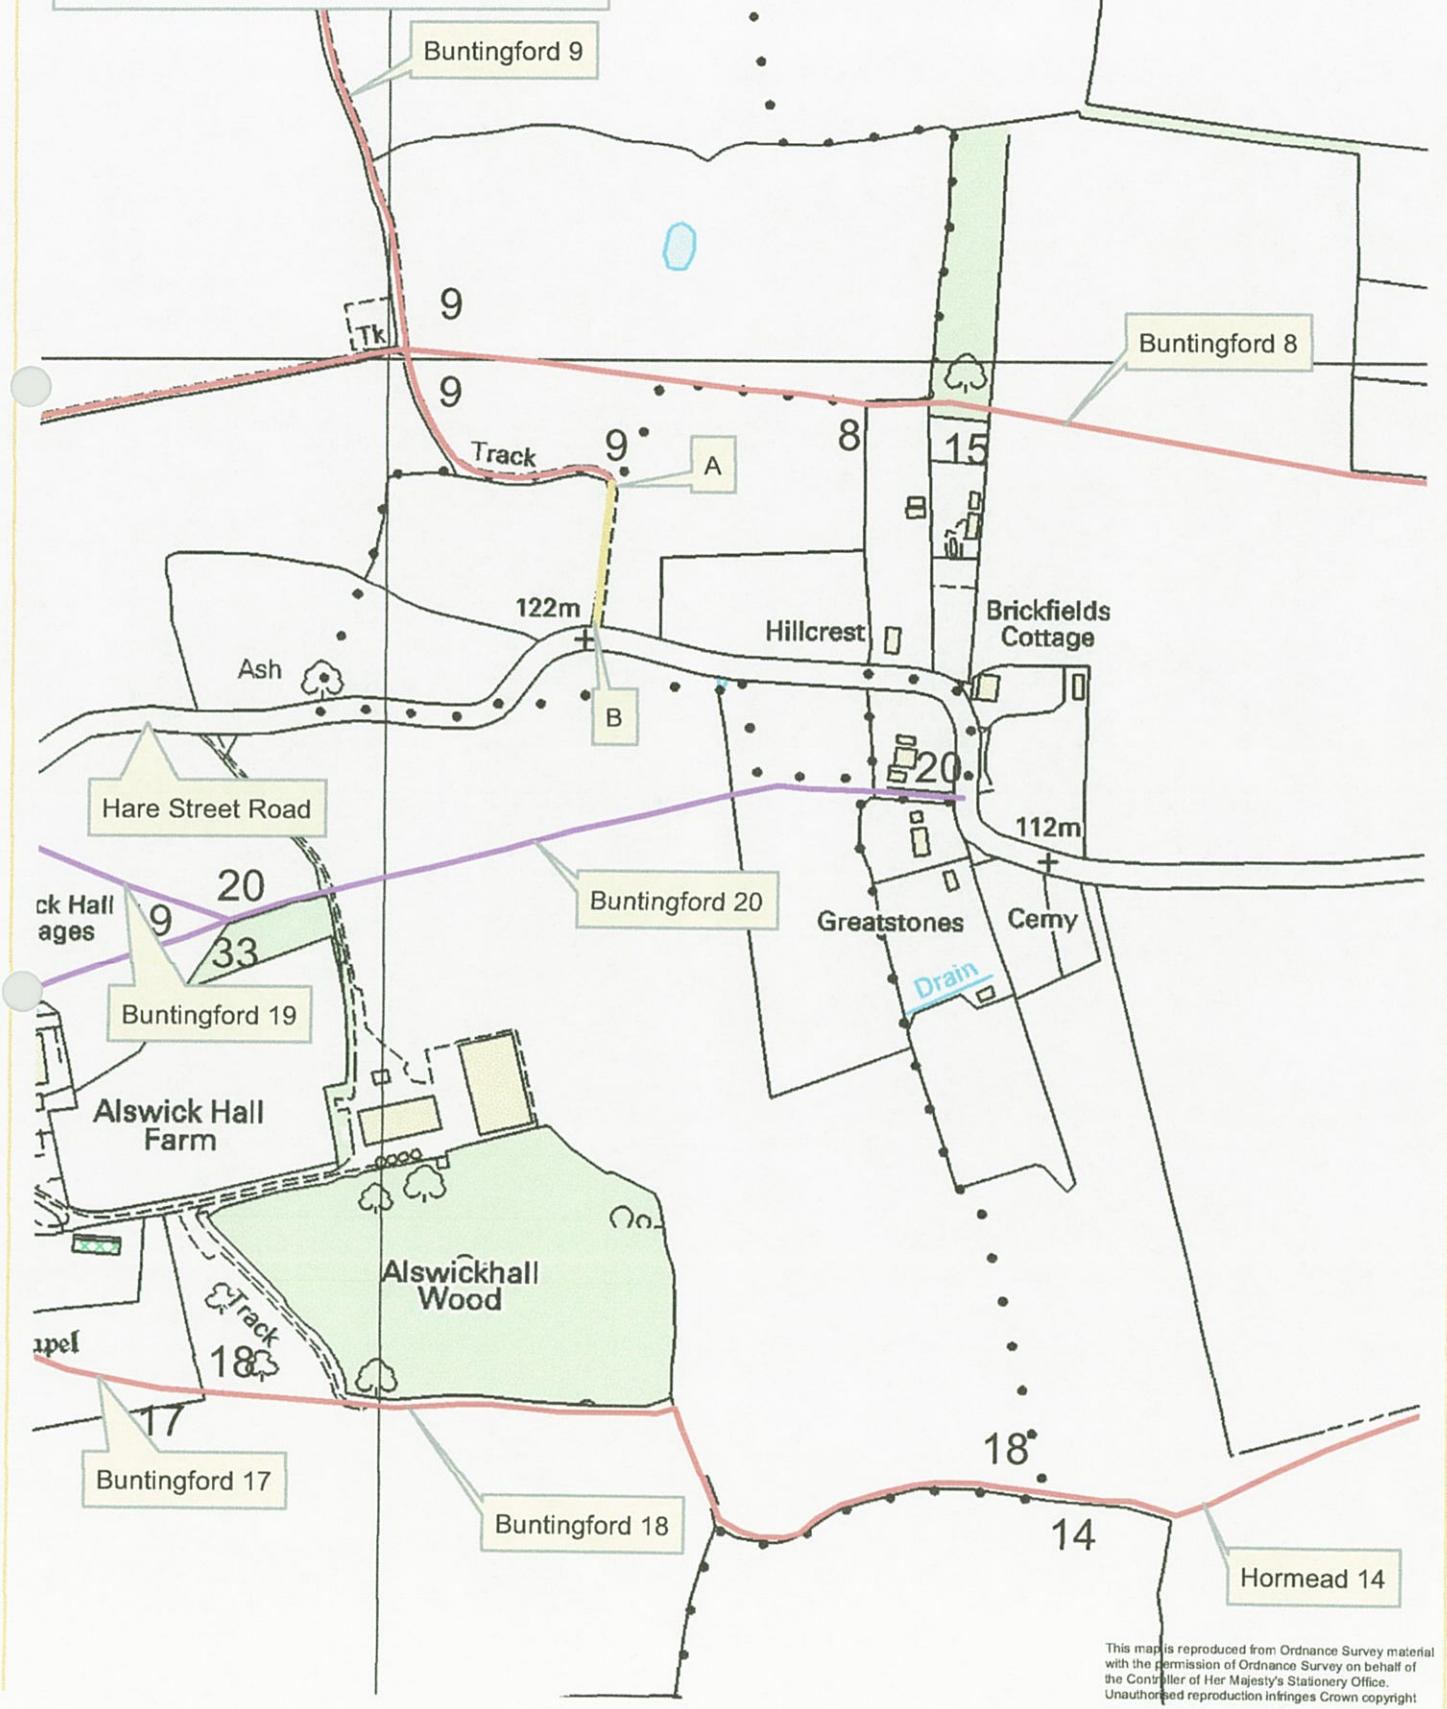 Buntingford 9
9
Tk
Buntingford 8
9
Track
9
8
15
A
122m
Hillcrest
Brickfields
Cottage
Ash
B
20
Hare Street Road
112m
20
ck Hall
ages
9
Buntingford 20
33
Greatstones
Cemy
Drain
Buntingford 19
Alswick Hall
Farm
Alswickhall
Wood
Track
apel
18
17
Buntingford 17
18
Buntingford 18
14
Hormead 14
This map is reproduced from Ordnance Survey material
with the permission of Ordnance Survey on behalf of
the Controller of Her Majesty's Stationery Office.
Unauthorised reproduction infringes Crown copyright